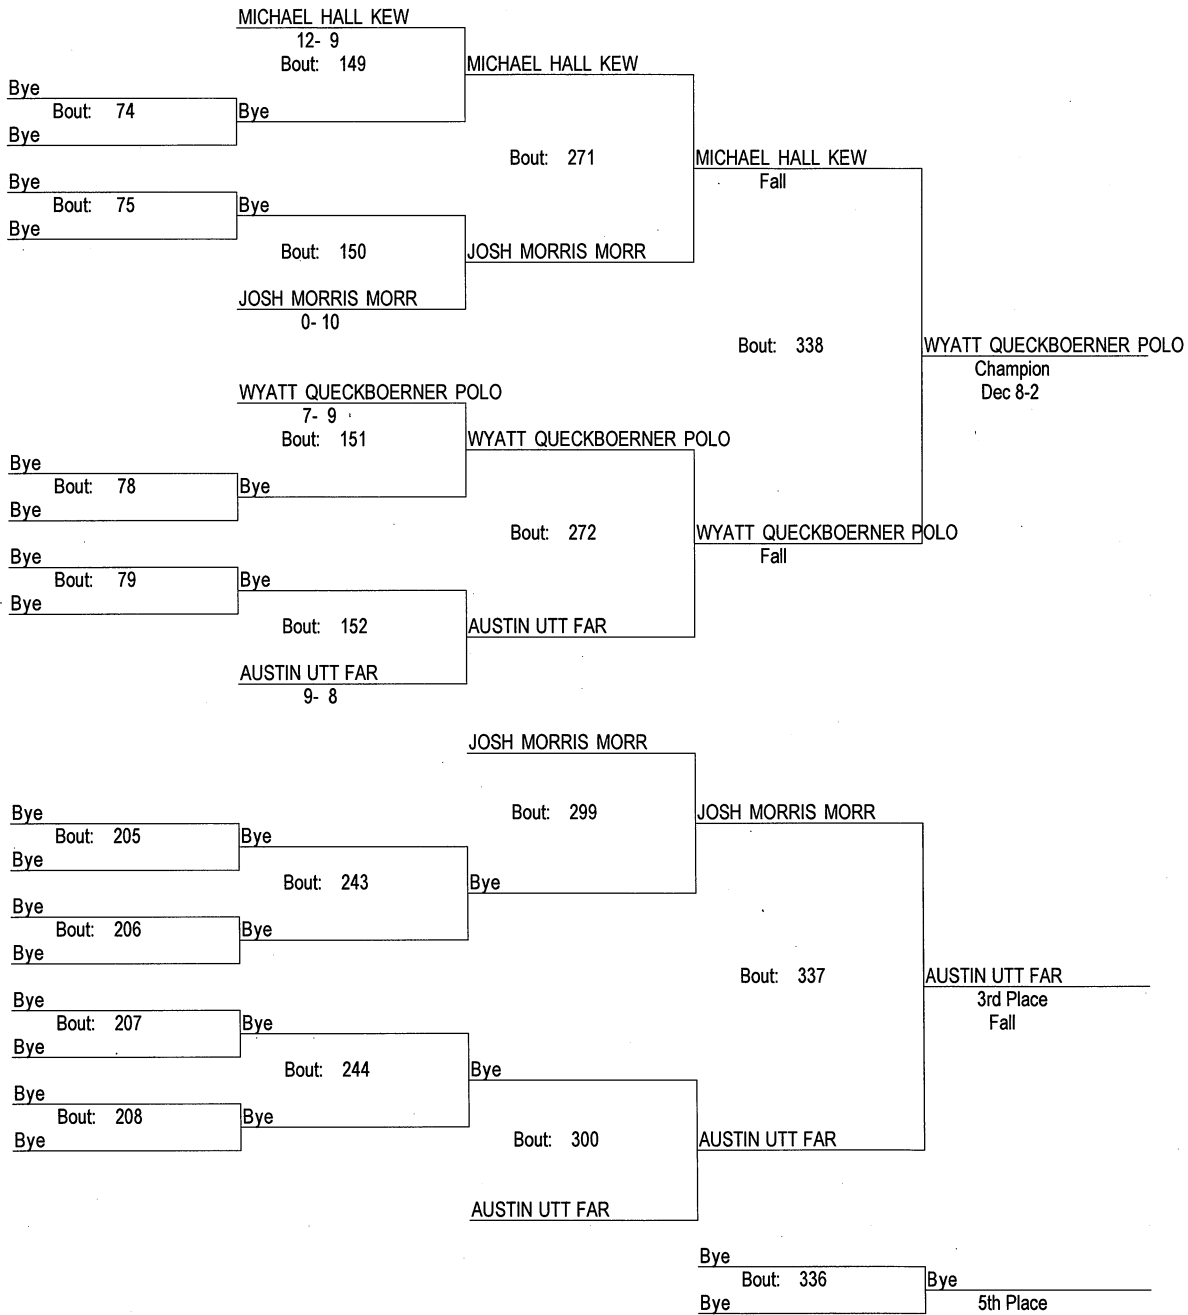 MICHAEL HALL KEW
12- 9
Bout: 149
MICHAEL HALL KEW
Bye
Bout: 74
Bye
Bye
Bout: 271
MICHAEL HALL KEW
Fall
Bye
Bout: 75
Bye
Bye
Bout: 150
JOSH MORRIS MORR
JOSH MORRIS MORR
0- 10
Bout: 338
WYATT QUECKBOERNER POLO
Champion
Dec 8-2
WYATT QUECKBOERNER POLO
7- 9
Bout: 151
WYATT QUECKBOERNER POLO
Bye
Bout: 78
Bye
Bye
Bout: 272
WYATT QUECKBOERNER POLO
Fall
Bye
Bout: 79
Bye
Bye
Bout: 152
AUSTIN UTT FAR
AUSTIN UTT FAR
9- 8
JOSH MORRIS MORR
Bout: 299
JOSH MORRIS MORR
Bye
Bout: 205
Bye
Bye
Bout: 243
Bye
Bye
Bout: 206
Bye
Bye
Bout: 337
AUSTIN UTT FAR
3rd Place
Fall
Bye
Bout: 207
Bye
Bye
Bout: 244
Bye
Bye
Bout: 208
Bye
Bye
Bout: 300
AUSTIN UTT FAR
AUSTIN UTT FAR
Bye
Bout: 336
Bye
Bye
5th Place